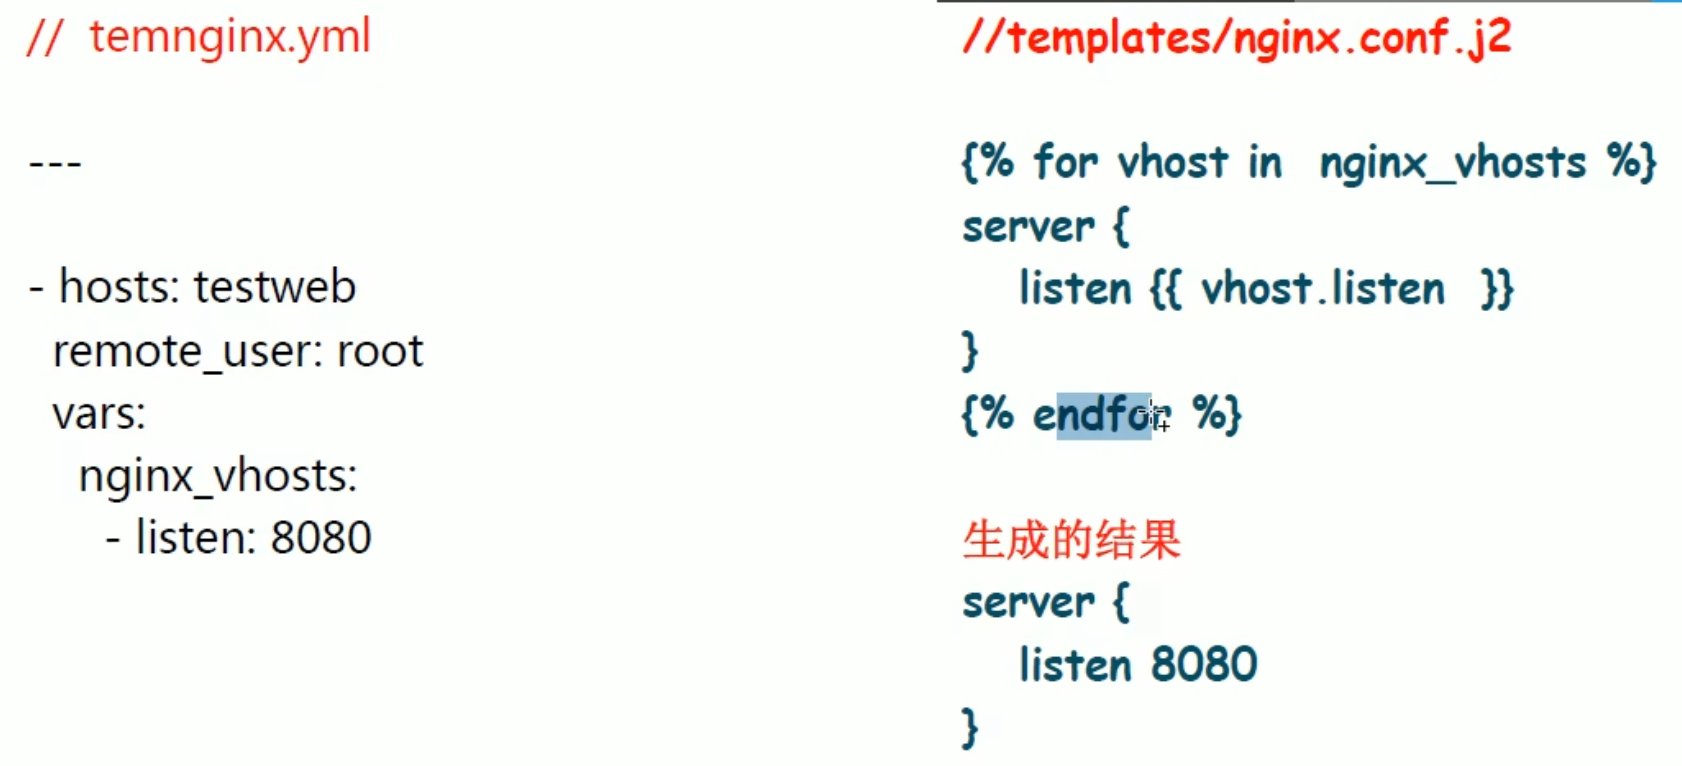 // temnginx.yml
---
- hosts: testweb
remote_user: root
vars:
nginx_vhosts:
- listen: 8080
//templates/nginx.conf.j2
{% for vhost in nginx_vhosts %}
server {
listen {{ vhost.listen }}
}
{% endfor %}
生成的结果
server {
listen 8080
}